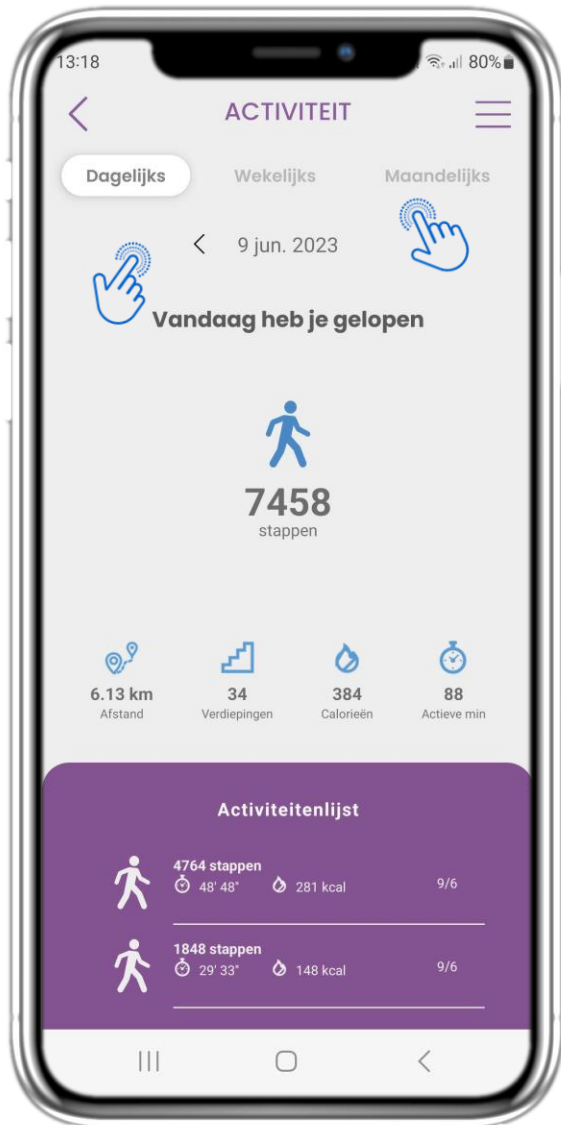 13:18 80%
ACTIVITEIT
Dagelijks Wekelijks Maandelijks
9 jun. 2023
Vandaag heb je gelopen
7458
stappen
6.13 km 34 384 88
Afstand Verdiepingen Calorieën Actieve min
Activiteitenlijst
4764 stappen
48' 48" 281 kcal 9/6
1848 stappen
29' 33" 148 kcal 9/6